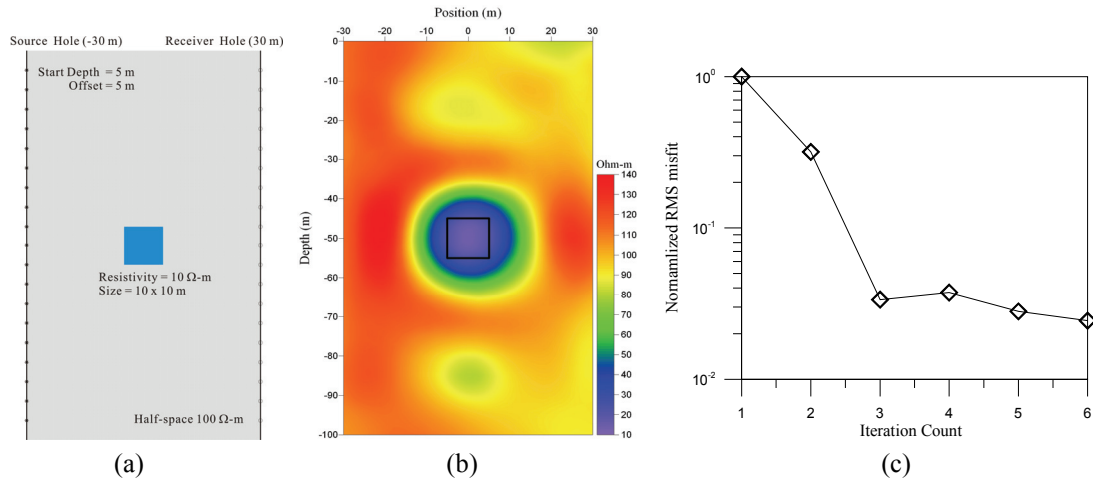 Source Hole (-30 m)
Receiver Hole (30 m)
Start Depth = 5 m
Offset = 5 m
Resistivity = 10 Ω-m
Size = 10 x 10 m
Half-space 100 Ω-m
(a)
Position (m)
-30 -20 -10 0 10 20 30
Depth (m)
0
-10
-20
-30
-40
-50
-60
-70
-80
-90
-100
Ohm-m
140
130
120
110
100
90
80
70
60
50
40
30
20
10
(b)
Normamlized RMS misfit
10⁰
10⁻¹
10⁻²
1 2 3 4 5 6
Iteration Count
(c)